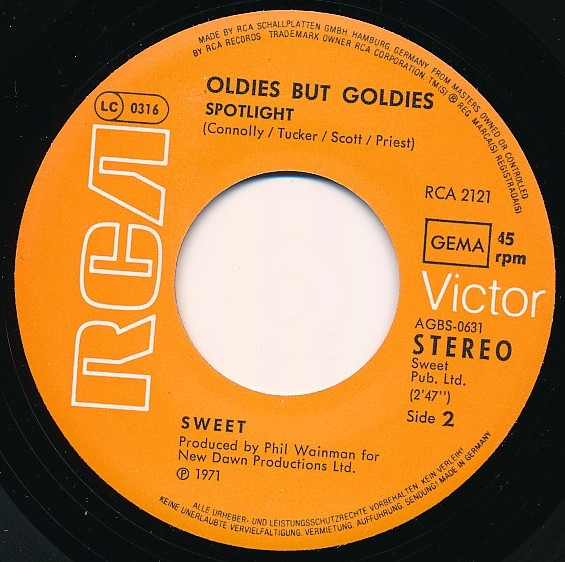 MADE BY RCA SCHALLPLATTEN GMBH HAMBURG, GERMANY, FROM MASTERS OWNED OR CONTROLLED
BY RCA RECORDS TRADEMARK OWNER RCA CORPORATION TM(S) ® REG. MARCA(S) REGISTRADA(S)
OLDIES BUT GOLDIES
SPOTLIGHT
(Connolly / Tucker / Scott / Priest)
LC 0316
RCA
RCA 2121
GEMA
45
rpm
Victor
AGBS-0631
STEREO
Sweet
Pub. Ltd.
(2'47'')
Side 2
SWEET
Produced by Phil Wainman for
New Dawn Productions Ltd.
℗ 1971
ALLE URHEBER- UND LEISTUNGSSCHUTZRECHTE VORBEHALTEN. KEIN VERLEIH!
KEINE UNERLAUBTE VERVIELFÄLTIGUNG, VERMIETUNG, AUFFÜHRUNG, SENDUNG! MADE IN GERMANY